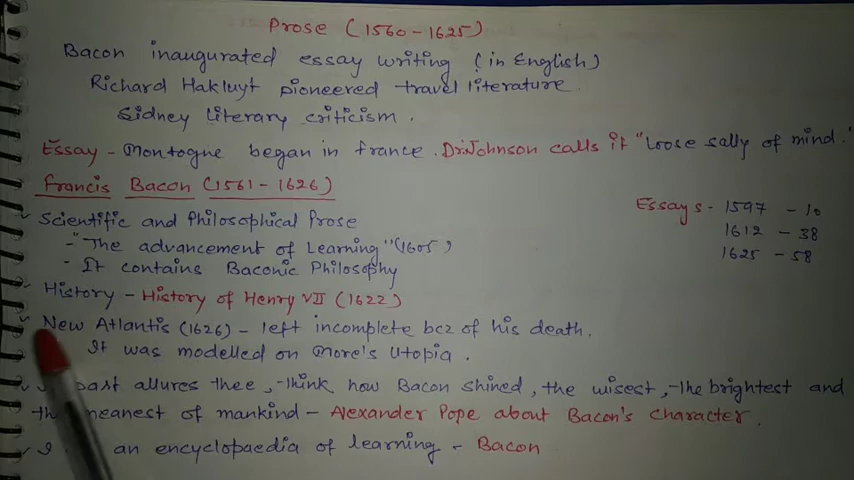 Prose (1560-1625)
Bacon inaugurated essay writing (in English)
Richard Hakluyt pioneered travel literature.
Sidney literary criticism.
Essay - Montogne began in france. Dr. Johnson calls it "loose sally of mind."
Francis Bacon (1561-1626)
Essays - 1597 - 10
1612 - 38
1625 - 58
Scientific and Philosophical Prose
- "The advancement of Learning" (1605)
- It contains Baconic Philosophy
History - History of Henry VII (1622)
New Atlantis (1626) - left incomplete bcz of his death.
It was modelled on More's Utopia.
allures thee, think how Bacon shined, the wisest, the brightest and
meanest of mankind - Alexander Pope about Bacon's character.
an encyclopaedia of learning - Bacon